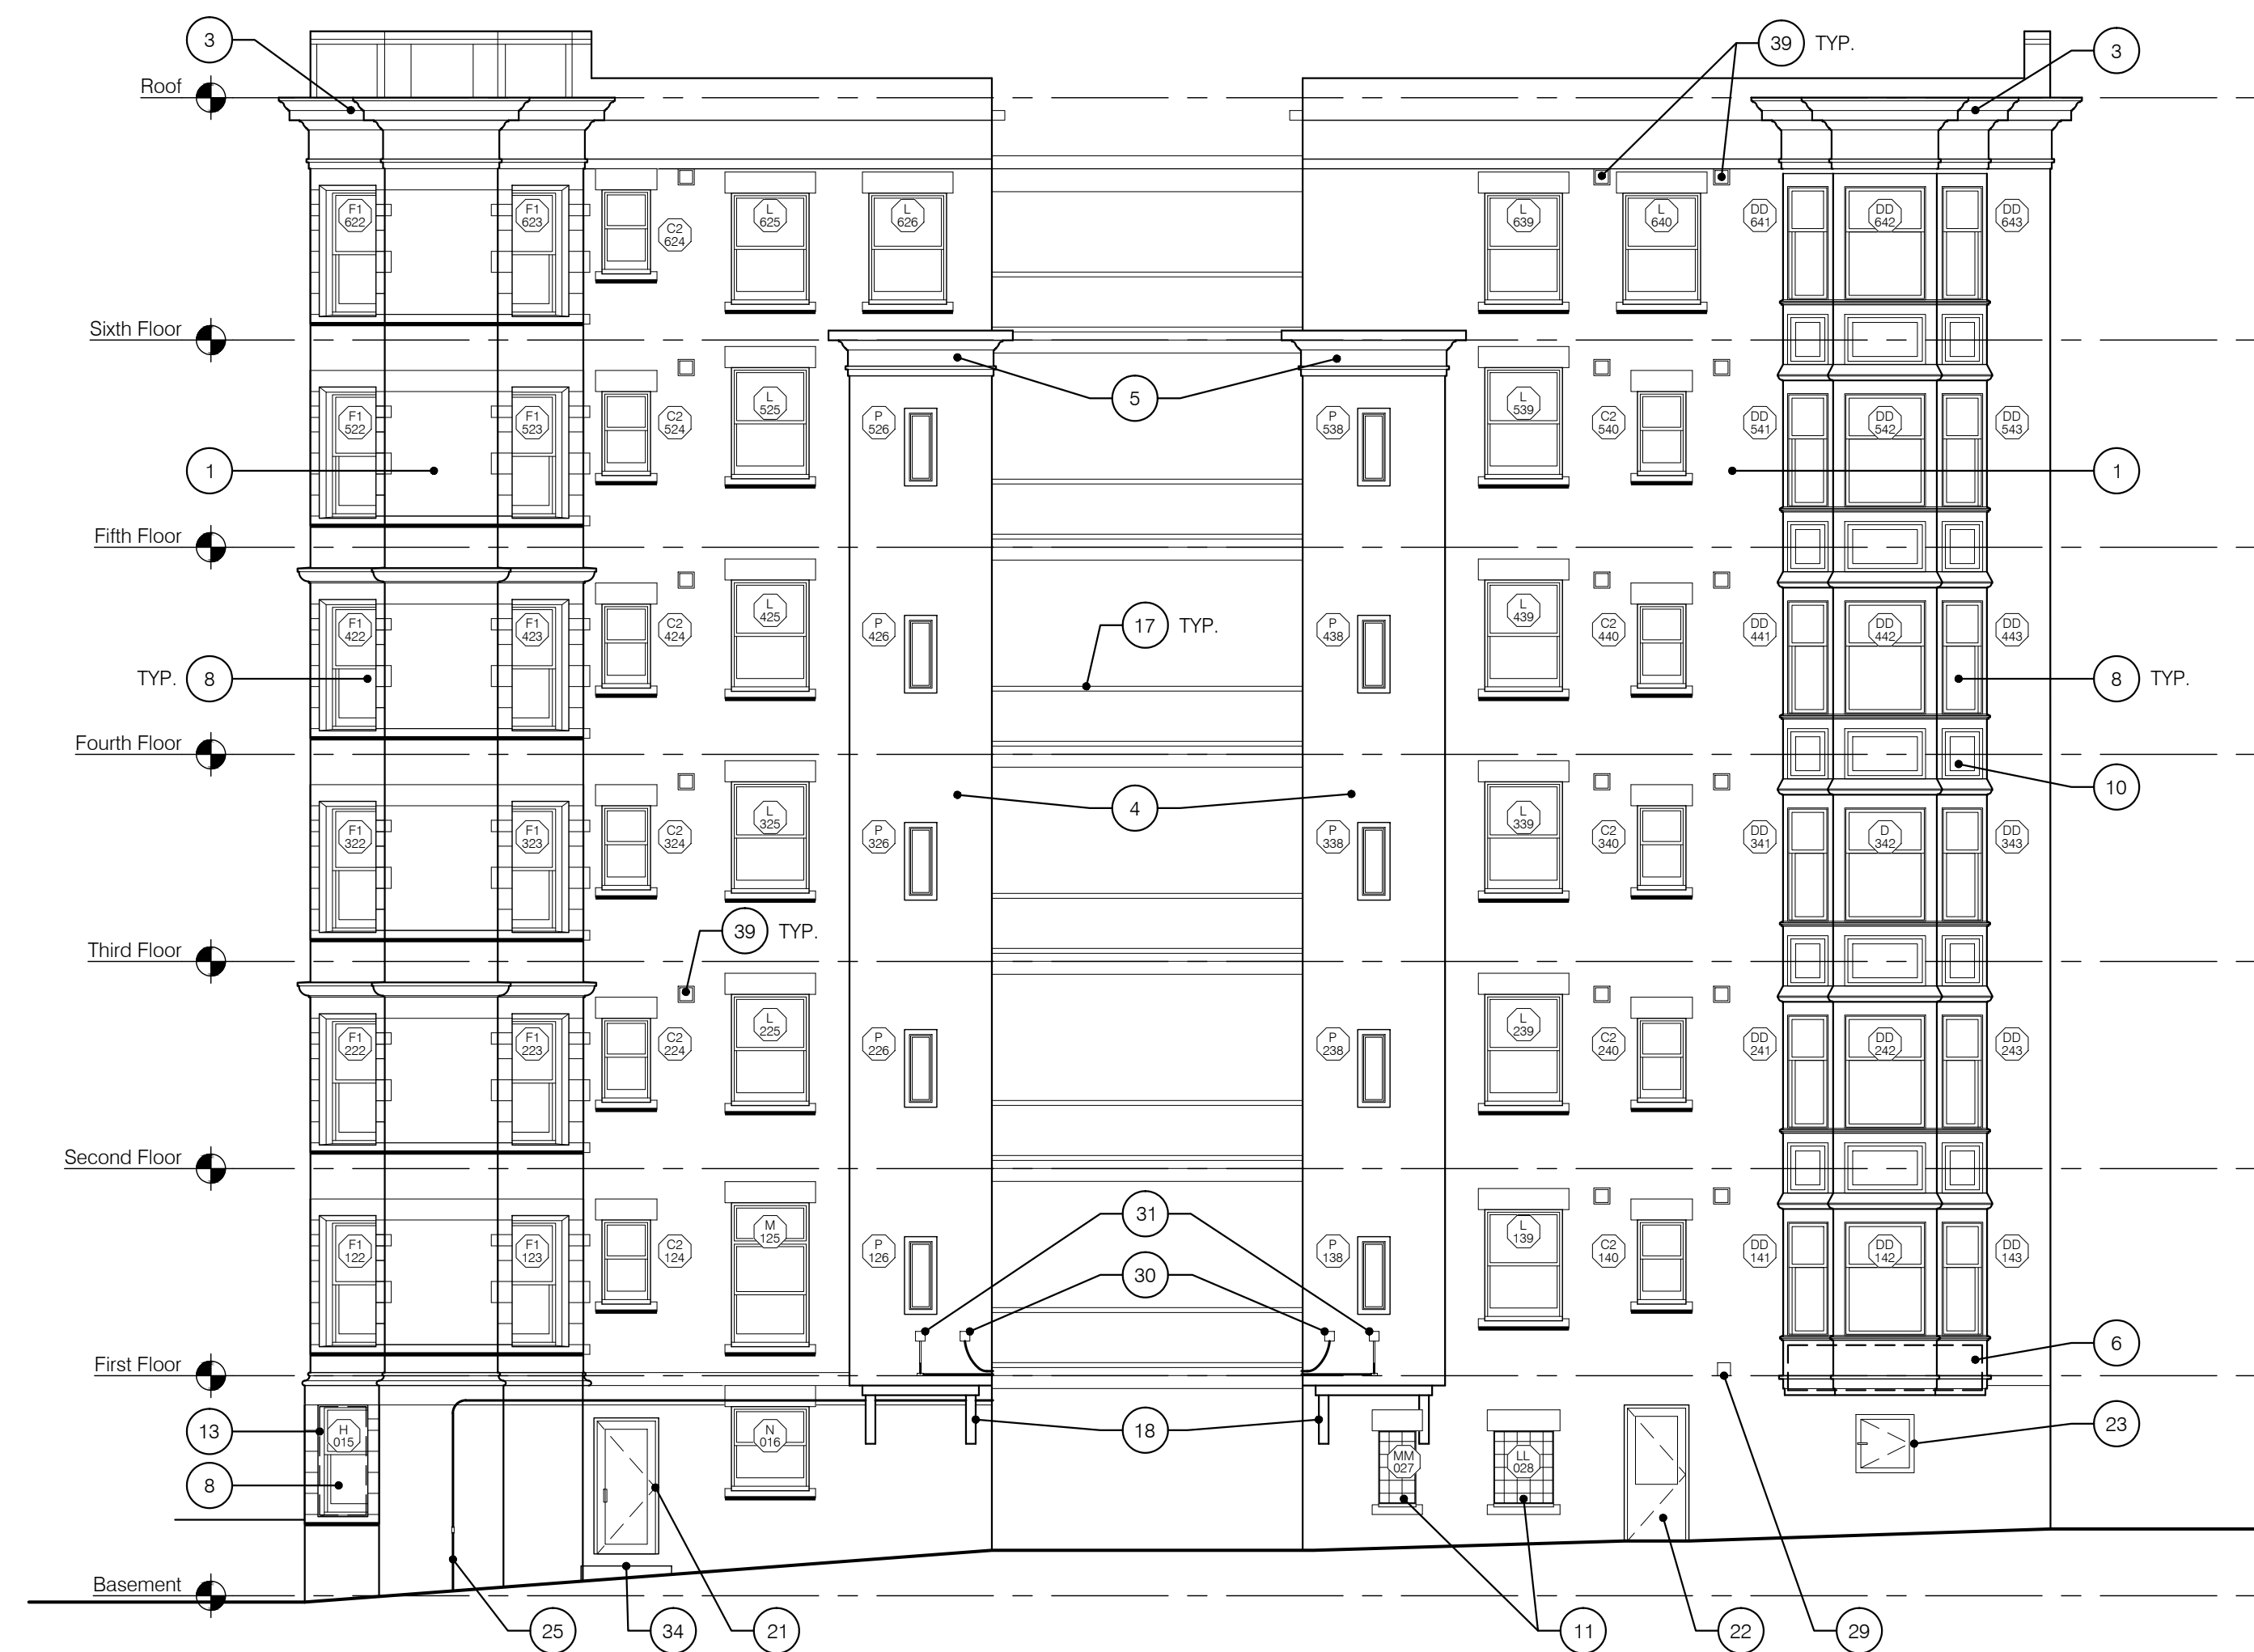 3
39 TYP.
3
Roof
F1 622
F1 623
C2 624
L 625
L 626
L 639
L 640
DD 641
DD 642
DD 643
Sixth Floor
5
F1 522
F1 523
C2 524
L 525
P 526
P 538
L 539
C2 540
DD 541
DD 542
DD 543
1
1
Fifth Floor
F1 422
F1 423
C2 424
L 425
P 426
17 TYP.
P 438
L 439
C2 440
DD 441
DD 442
DD 443
TYP. 8
8 TYP.
Fourth Floor
10
4
F1 322
F1 323
C2 324
L 325
P 326
P 338
L 339
C2 340
DD 341
D 342
DD 343
39 TYP.
Third Floor
F1 222
F1 223
C2 224
L 225
P 226
P 238
L 239
C2 240
DD 241
DD 242
DD 243
Second Floor
31
F1 122
F1 123
C2 124
M 125
P 126
30
P 138
L 139
C2 140
DD 141
DD 142
DD 143
6
First Floor
13
H 015
N 016
18
MM 027
LL 028
23
8
Basement
25
34
21
11
22
29